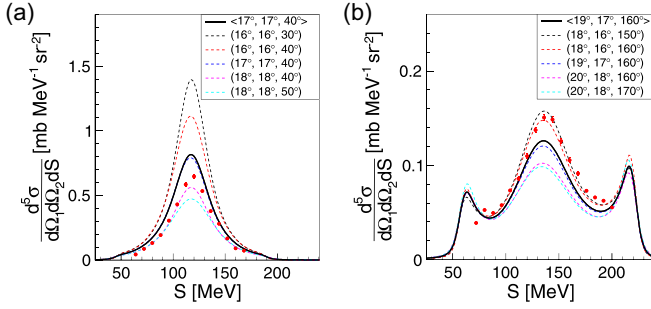 (a)
<17°, 17°, 40°>
(16°, 16°, 30°)
(16°, 16°, 40°)
(17°, 17°, 40°)
(18°, 18°, 40°)
(18°, 18°, 50°)
1.5
1
0.5
0
50 100 150 200
S [MeV]
d⁵σ / dΩ₁dΩ₂dS [mb MeV⁻¹ sr⁻²]
(b)
<19°, 17°, 160°>
(18°, 16°, 150°)
(18°, 16°, 160°)
(19°, 17°, 160°)
(20°, 18°, 160°)
(20°, 18°, 170°)
0.2
0.1
0
50 100 150 200
S [MeV]
d⁵σ / dΩ₁dΩ₂dS [mb MeV⁻¹ sr⁻²]